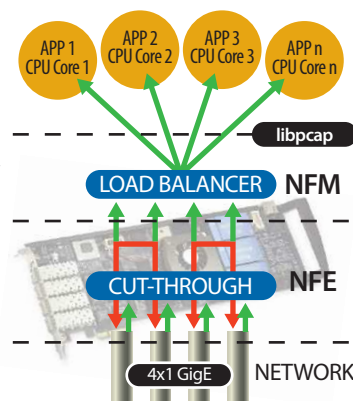 APP 1
CPU Core 1
APP 2
CPU Core 2
APP 3
CPU Core 3
APP n
CPU Core n
libpcap
LOAD BALANCER
NFM
CUT-THROUGH
NFE
4x1 GigE
NETWORK